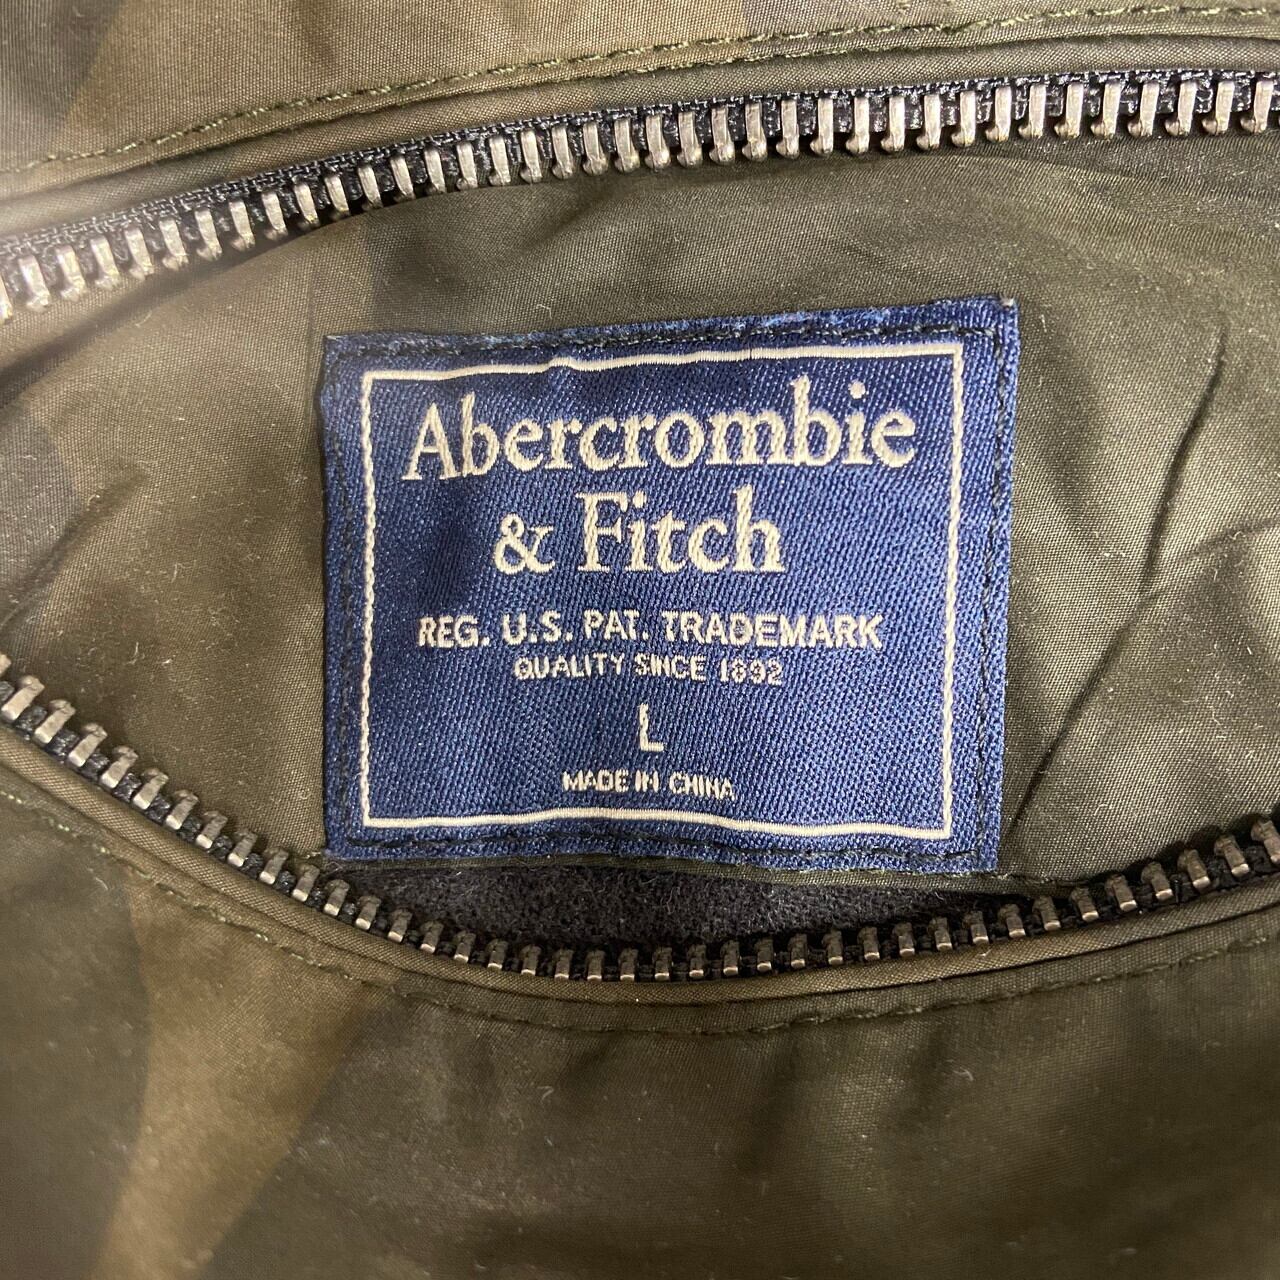 Abercrombie
& Fitch
REG. U.S. PAT. TRADEMARK
QUALITY SINCE 1892
L
MADE IN CHINA